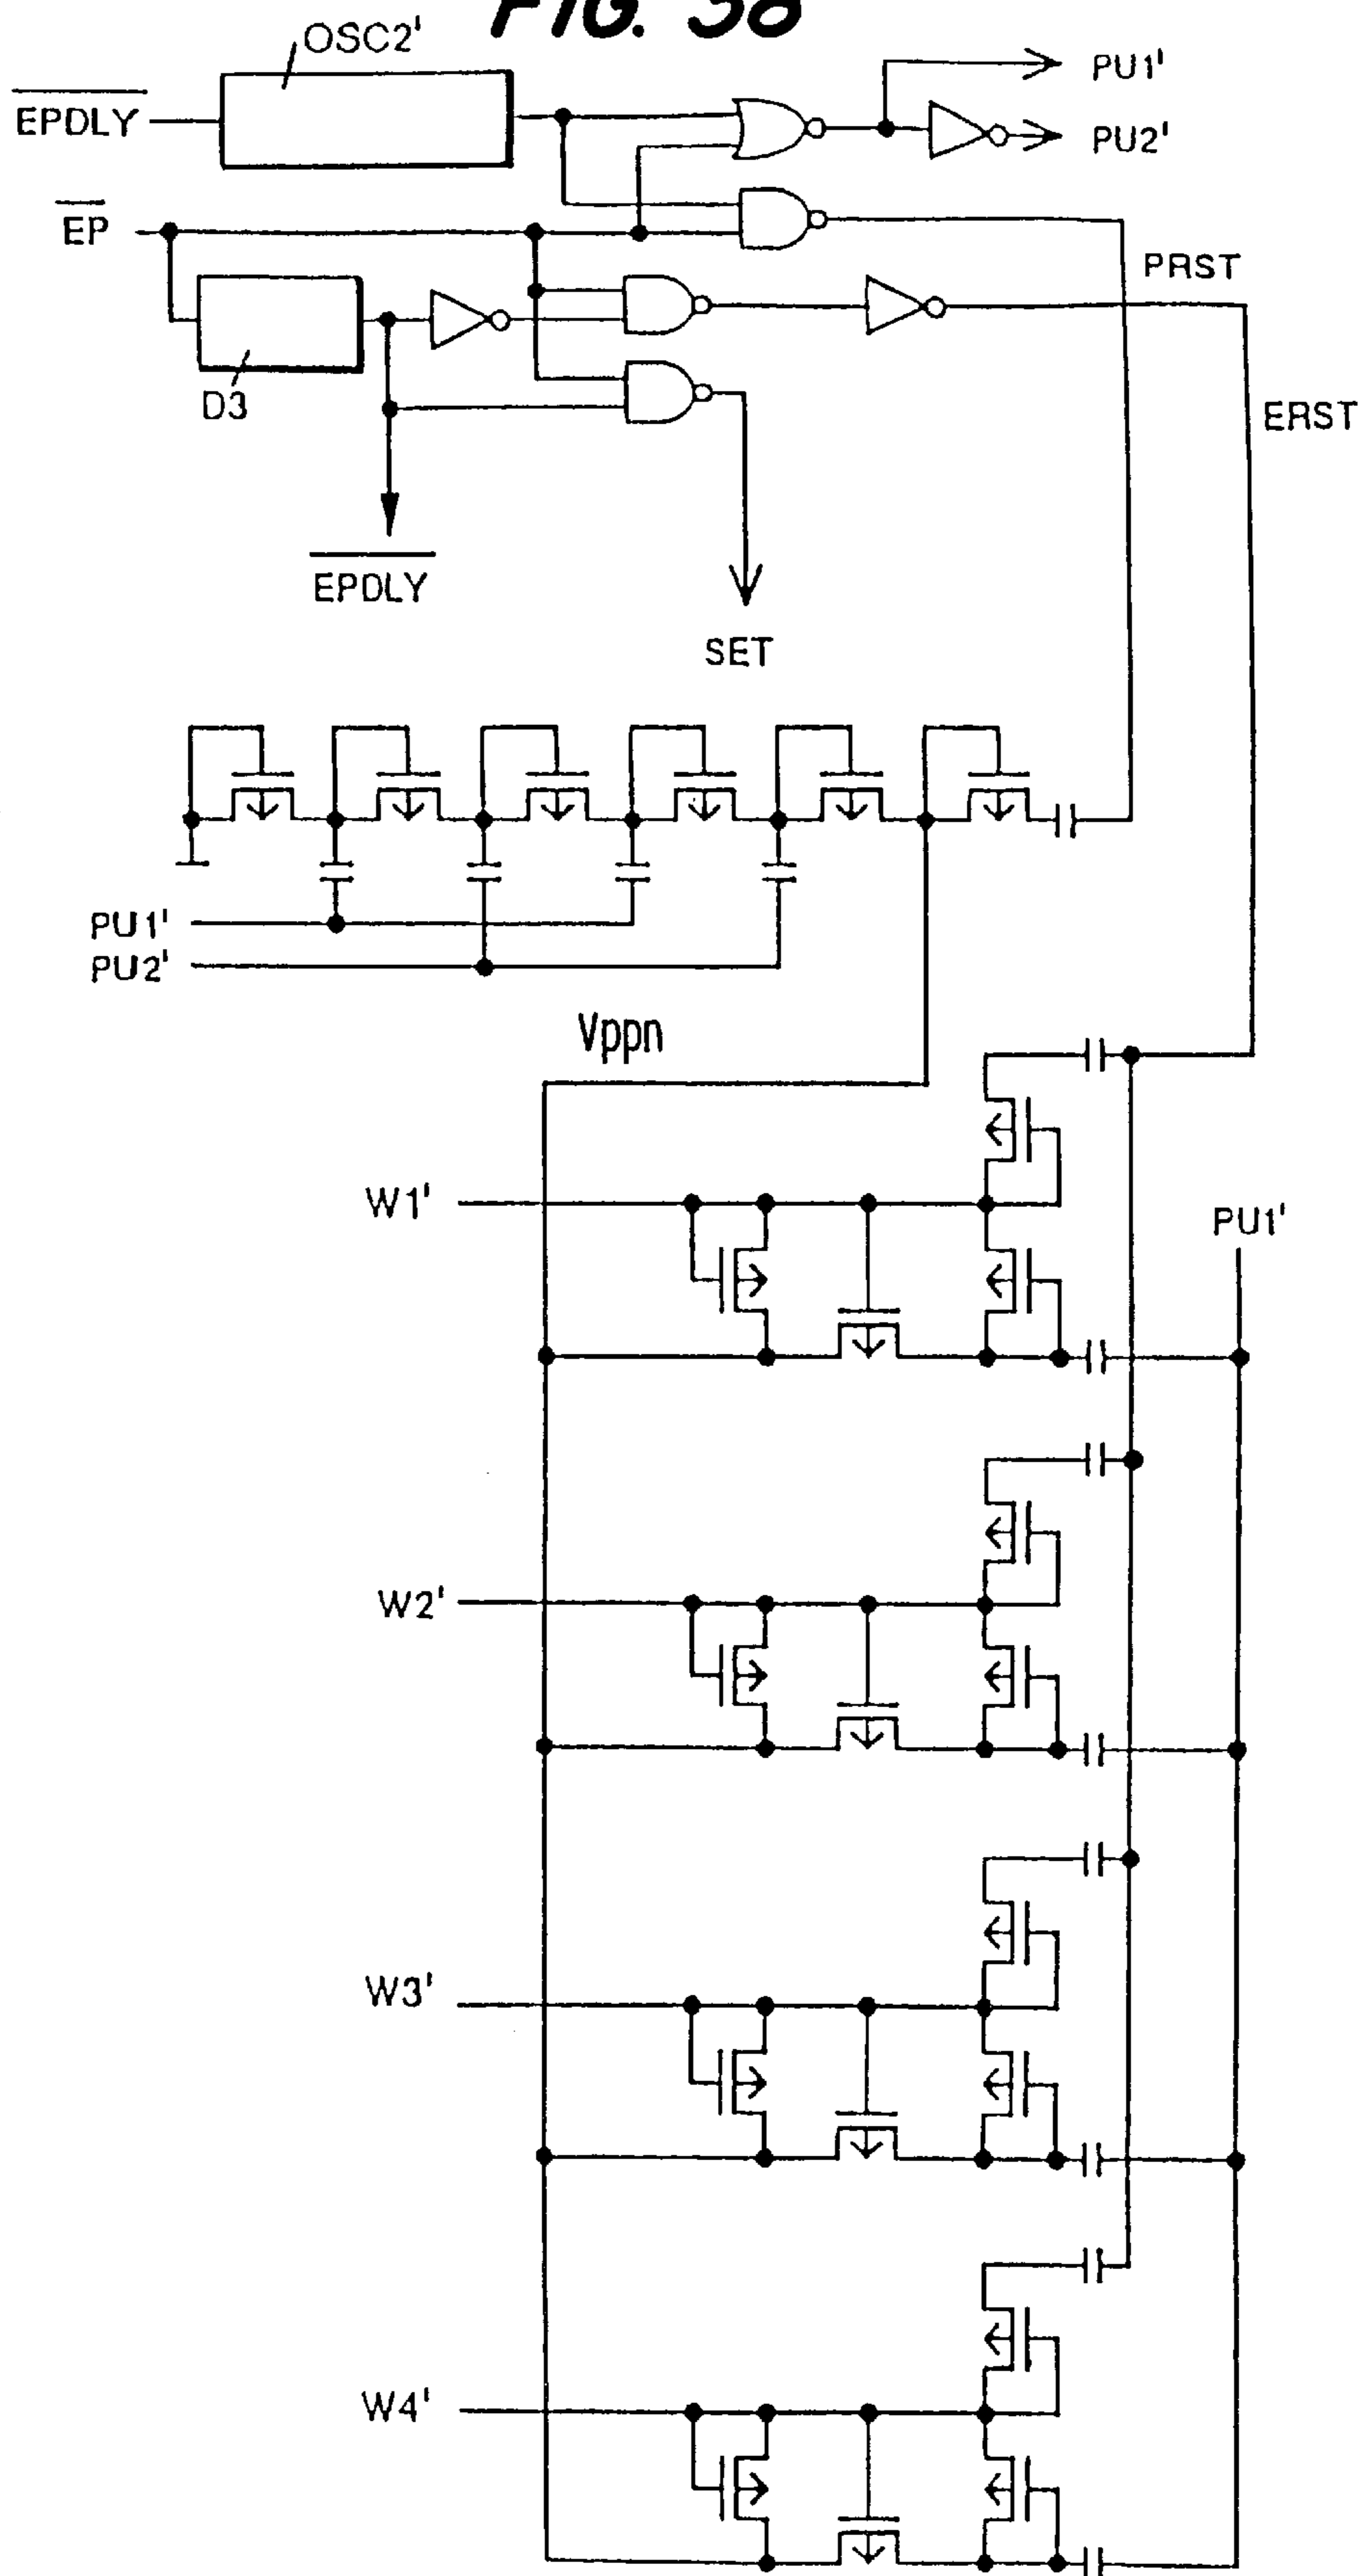 FIG. 38
OSC2'
PU1'
EPDLY
PU2'
EP
PRST
D3
ERST
EPDLY
SET
PU1'
PU2'
Vppn
W1'
PU1'
W2'
W3'
W4'